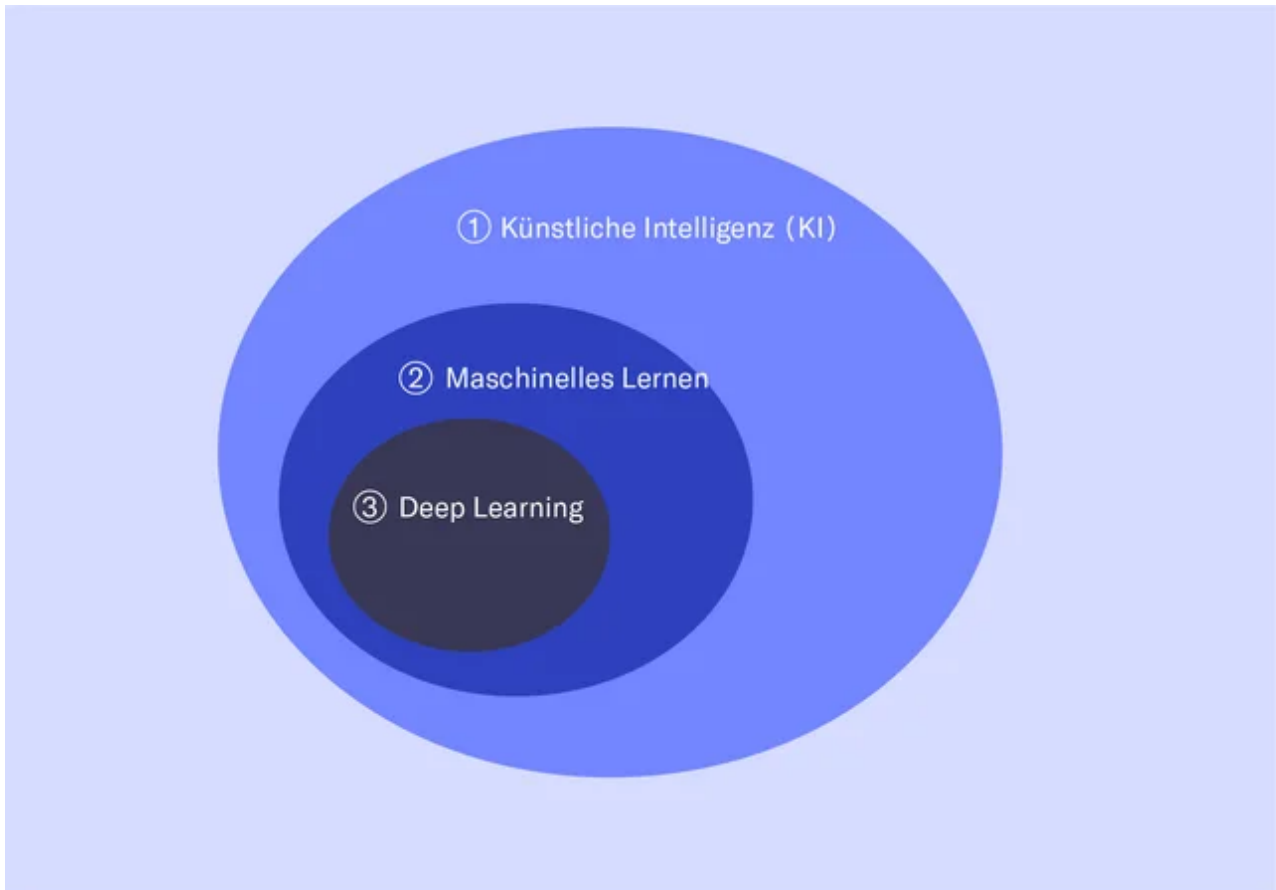 ① Künstliche Intelligenz (KI)
② Maschinelles Lernen
③ Deep Learning